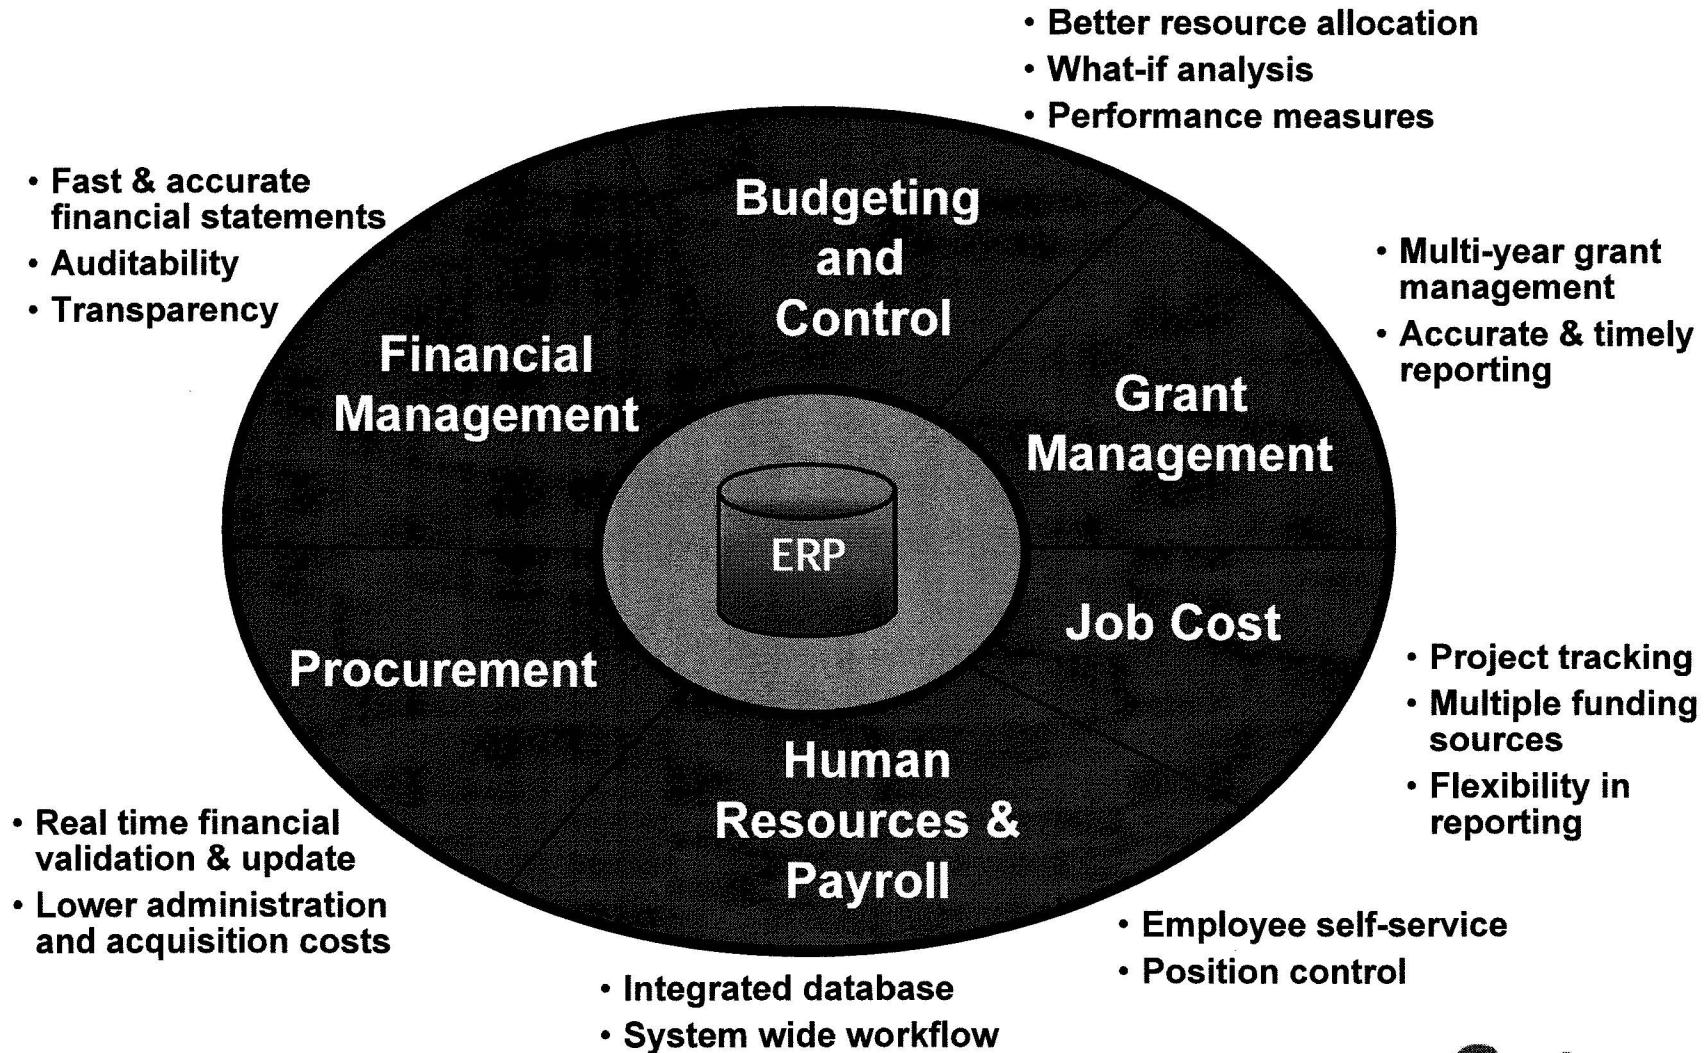 • Better resource allocation
• What-if analysis
• Performance measures
• Fast & accurate
financial statements
• Auditability
• Transparency
Budgeting
and
Control
• Multi-year grant
management
• Accurate & timely
reporting
Financial
Management
Grant
Management
ERP
Job Cost
Procurement
• Project tracking
• Multiple funding
sources
• Flexibility in
reporting
Human
Resources &
Payroll
• Real time financial
validation & update
• Lower administration
and acquisition costs
• Employee self-service
• Position control
• Integrated database
• System wide workflow